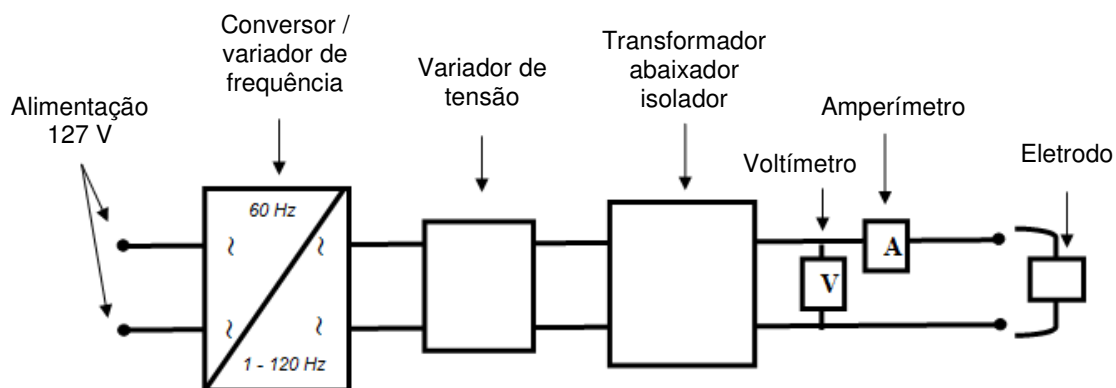 Conversor /
variador de
frequência
Variador de
tensão
Transformador
abaixador
isolador
Alimentação
127 V
Amperímetro
Voltímetro
Eletrodo
60 Hz
~ ~
~ ~
1 - 120 Hz
V
A